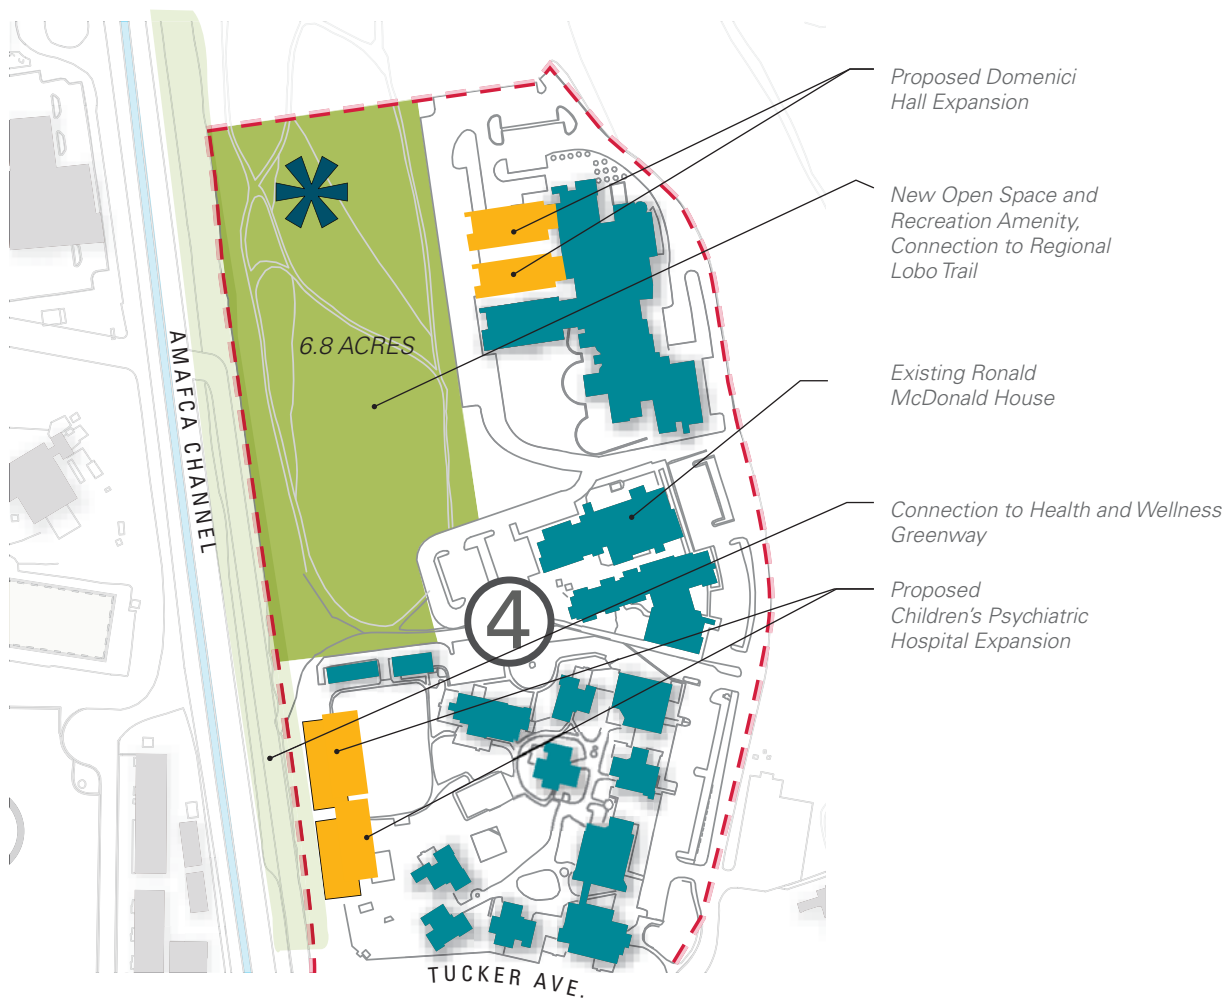 Proposed Domenici
Hall Expansion
New Open Space and
Recreation Amenity,
Connection to Regional
Lobo Trail
6.8 ACRES
AMAFCA CHANNEL
Existing Ronald
McDonald House
Connection to Health and Wellness
Greenway
Proposed
Children's Psychiatric
Hospital Expansion
4
TUCKER AVE.